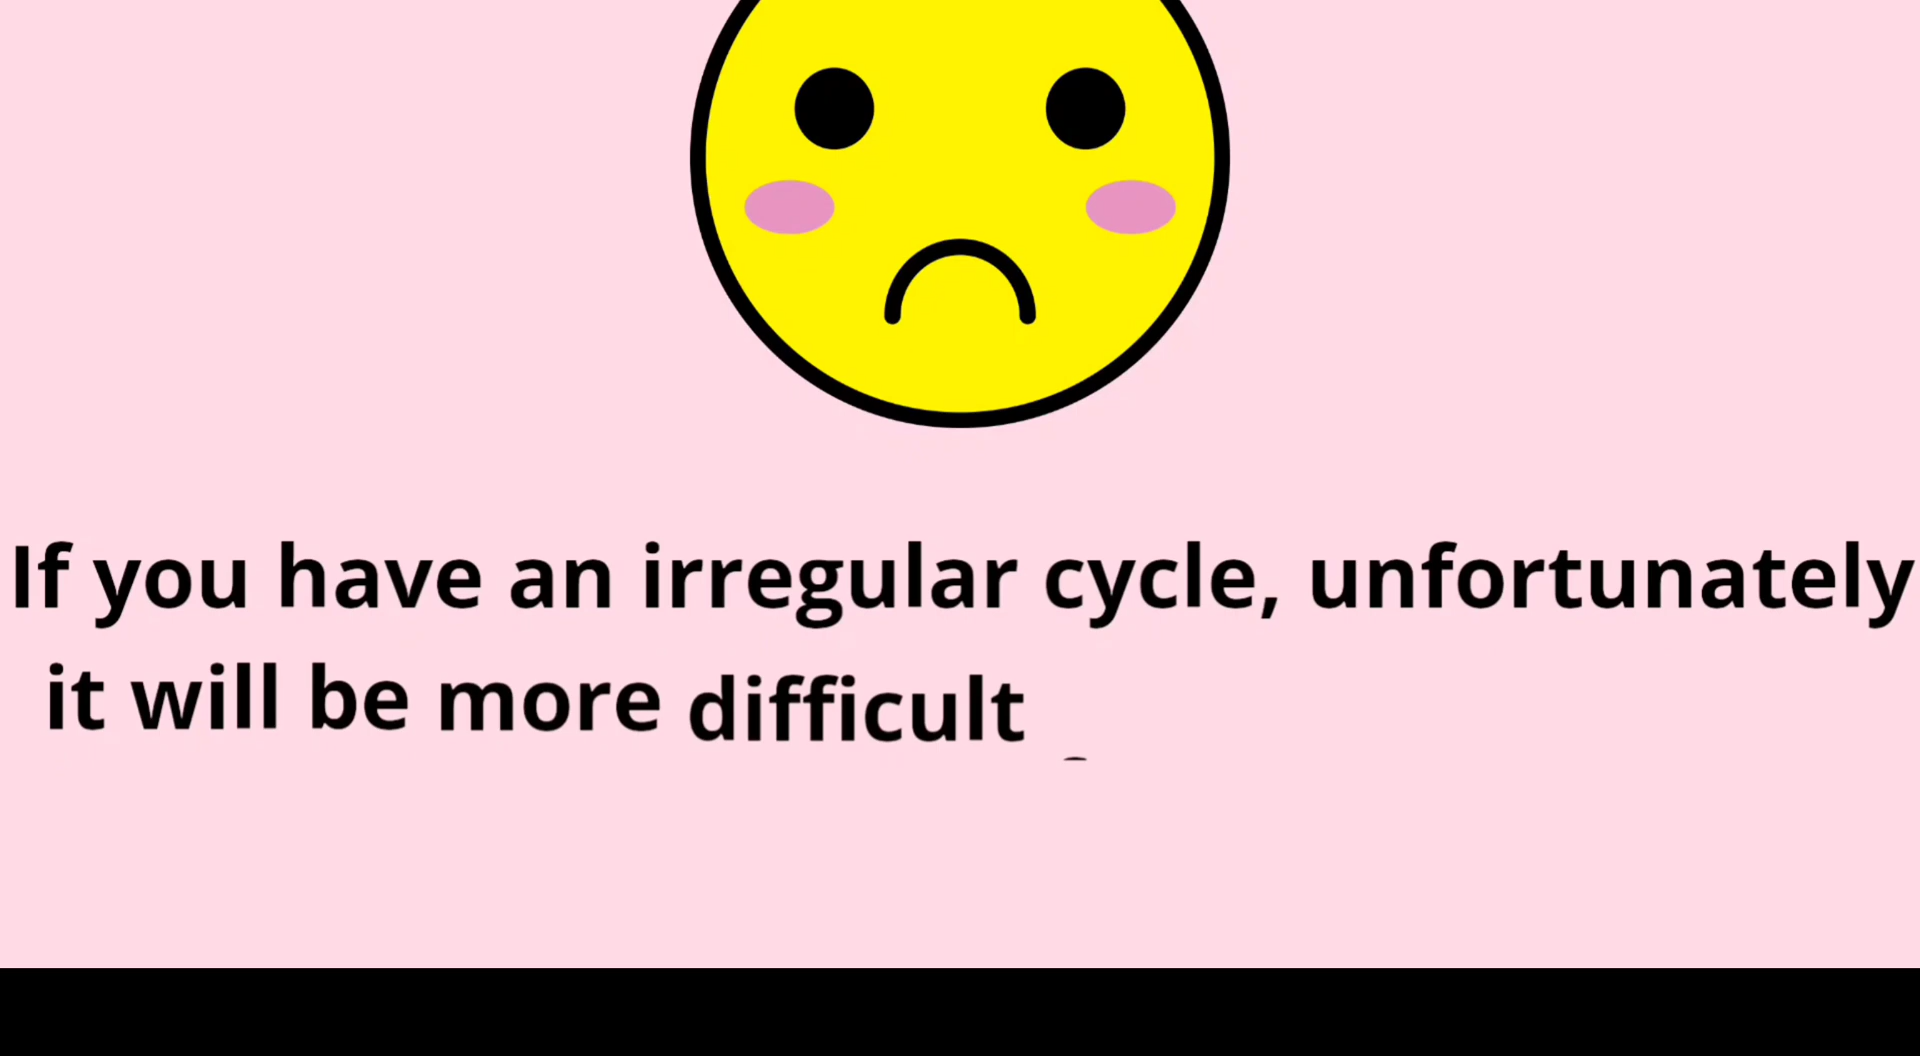 If you have an irregular cycle, unfortunately
it will be more difficult